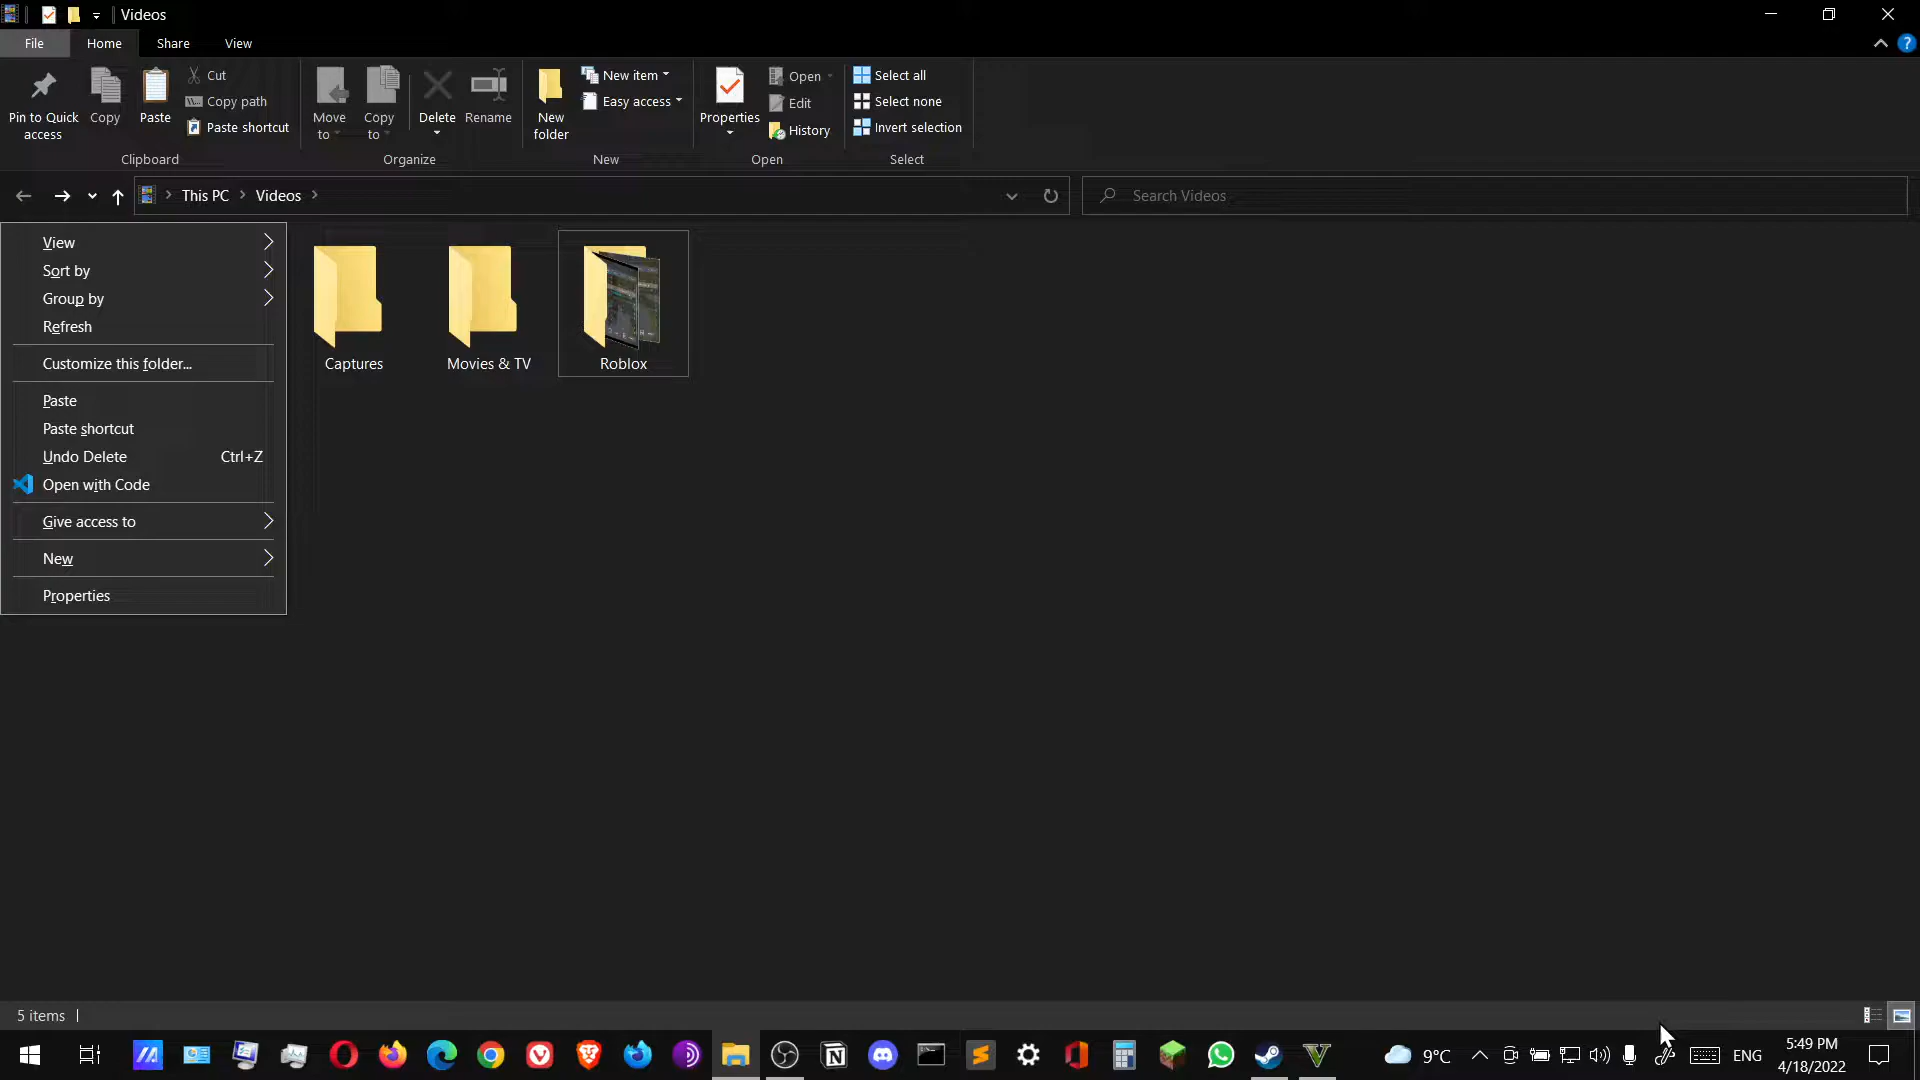 Videos
File Home Share View
Pin to Quick access
Copy
Paste
Cut
Copy path
Paste shortcut
Clipboard
Move to
Copy to
Delete
Rename
Organize
New folder
New item
Easy access
New
Properties
Open
Edit
History
Open
Select all
Select none
Invert selection
Select
This PC Videos
Search Videos
View
Sort by
Group by
Refresh
Customize this folder...
Paste
Paste shortcut
Undo Delete Ctrl+Z
Open with Code
Give access to
New
Properties
Captures
Movies & TV
Roblox
5 items
9°C
ENG
5:49 PM
4/18/2022